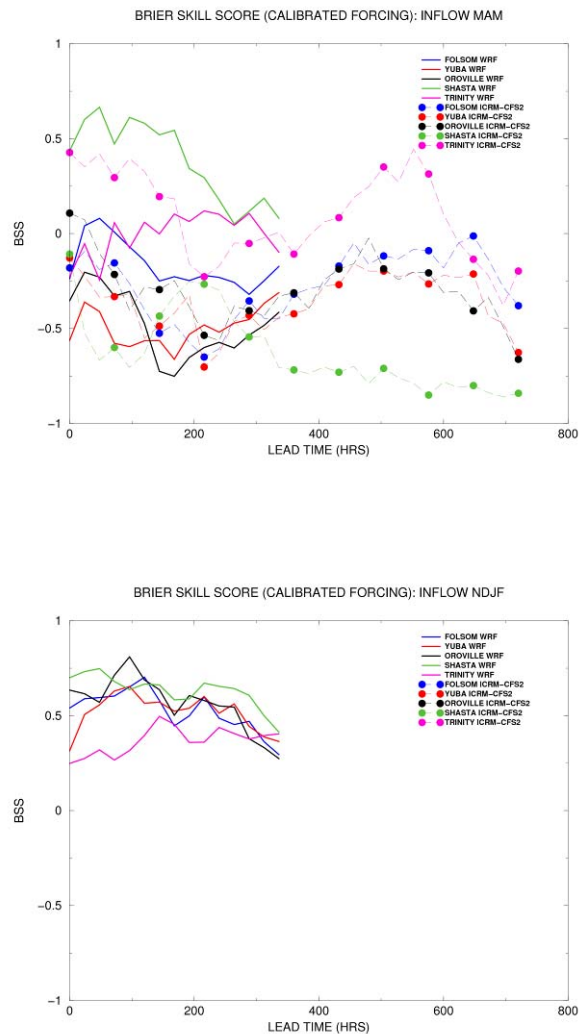 BRIER SKILL SCORE (CALIBRATED FORCING): INFLOW MAM
1
0.5
0
−0.5
−1
BSS
FOLSOM WRF
YUBA WRF
OROVILLE WRF
SHASTA WRF
TRINITY WRF
FOLSOM ICRM−CFS2
YUBA ICRM−CFS2
OROVILLE ICRM−CFS2
SHASTA ICRM−CFS2
TRINITY ICRM−CFS2
0 200 400 600 800
LEAD TIME (HRS)
BRIER SKILL SCORE (CALIBRATED FORCING): INFLOW NDJF
1
0.5
0
−0.5
−1
BSS
FOLSOM WRF
YUBA WRF
OROVILLE WRF
SHASTA WRF
TRINITY WRF
FOLSOM ICRM−CFS2
YUBA ICRM−CFS2
OROVILLE ICRM−CFS2
SHASTA ICRM−CFS2
TRINITY ICRM−CFS2
0 200 400 600 800
LEAD TIME (HRS)